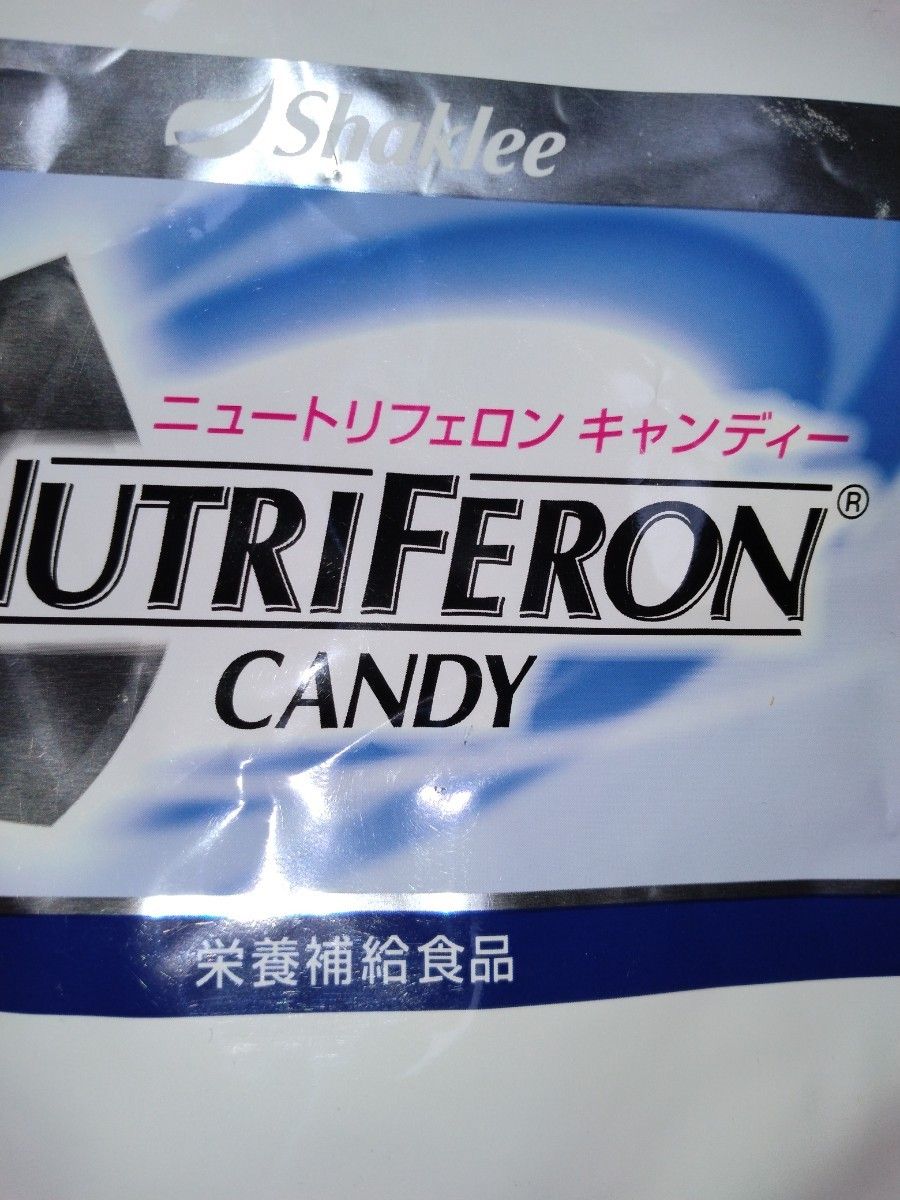 Shaklee
ニュートリフェロン キャンディー
NUTRIFERON®
CANDY
栄養補給食品